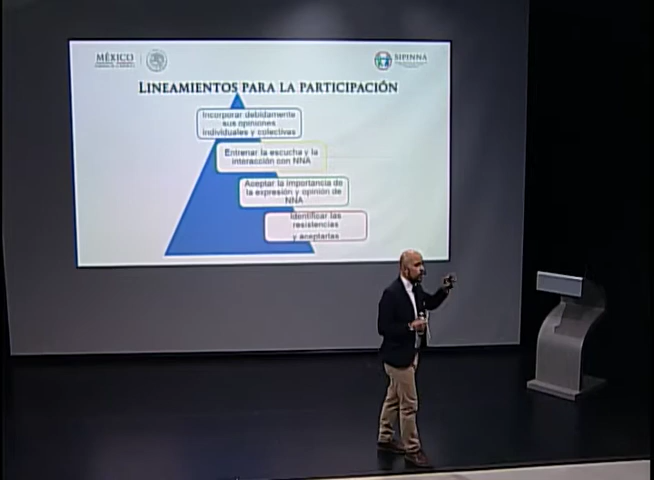 MÉXICO
SIPINNA
LINEAMIENTOS PARA LA PARTICIPACIÓN
Incorporar debidamente
sus opiniones
individuales y colectivas
Entrenar la escucha y la
interacción con NNA
Aceptar la importancia de
la expresión y opinión de
NNA
Identificar las
resistencias
y aceptarlas